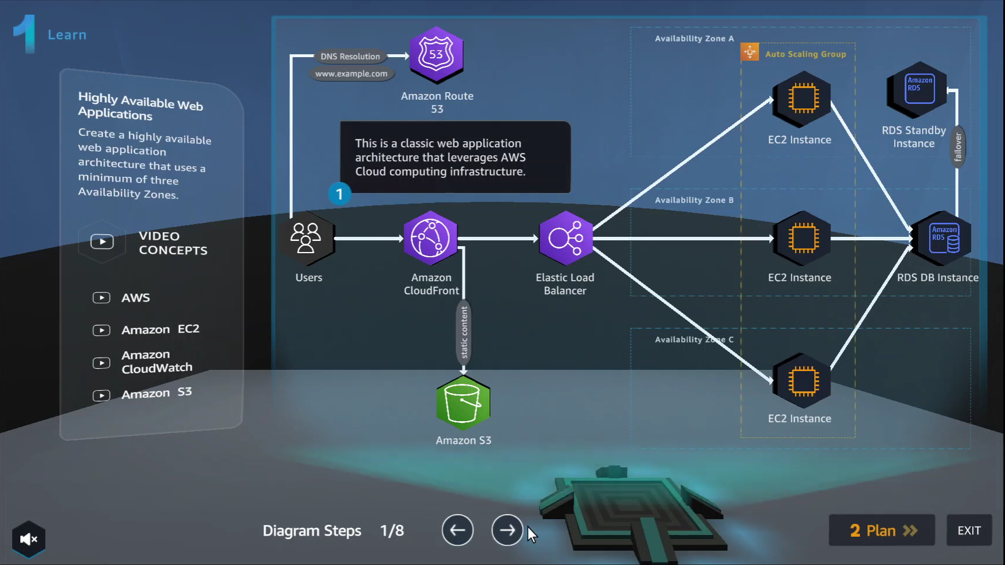 1 Learn
Highly Available Web
Applications
Create a highly available
web application
architecture that uses a
minimum of three
Availability Zones.
VIDEO
CONCEPTS
AWS
Amazon EC2
Amazon
CloudWatch
Amazon S3
DNS Resolution
www.example.com
53
Amazon Route
53
This is a classic web application
architecture that leverages AWS
Cloud computing infrastructure.
1
Users
Amazon
CloudFront
static content
Amazon S3
Elastic Load
Balancer
Availability Zone A
Auto Scaling Group
EC2 Instance
Amazon
RDS
RDS Standby
Instance
failover
Availability Zone B
EC2 Instance
Amazon
RDS
RDS DB Instance
Availability Zone C
EC2 Instance
Diagram Steps 1/8
2 Plan
EXIT